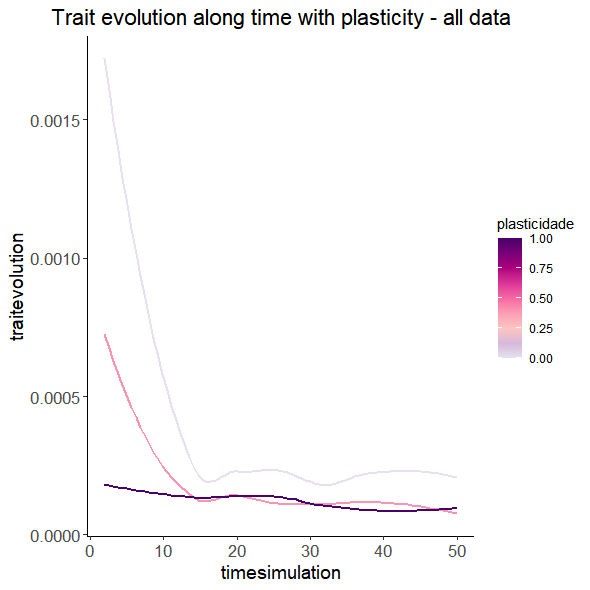 Trait evolution along time with plasticity - all data
traitevolution
0.0015
0.0010
0.0005
0.0000
0 10 20 30 40 50
timesimulation
plasticidade
1.00
0.75
0.50
0.25
0.00